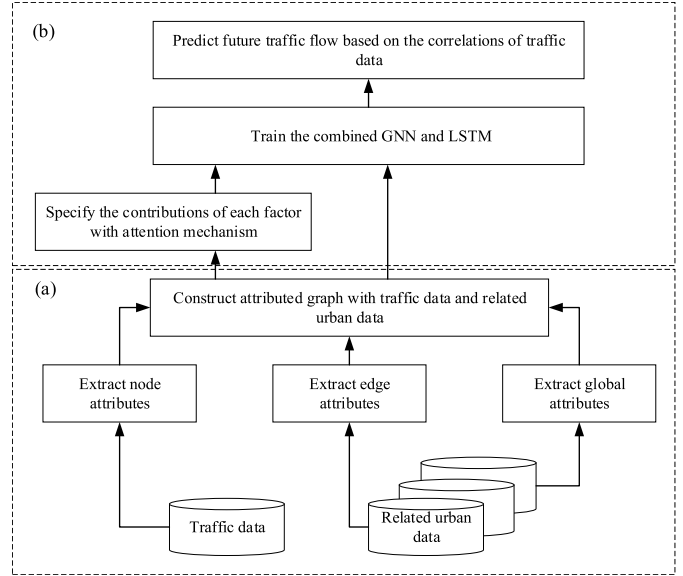 (b)
Predict future traffic flow based on the correlations of traffic
data
Train the combined GNN and LSTM
Specify the contributions of each factor
with attention mechanism
(a)
Construct attributed graph with traffic data and related
urban data
Extract node
attributes
Extract edge
attributes
Extract global
attributes
Traffic data
Related urban
data